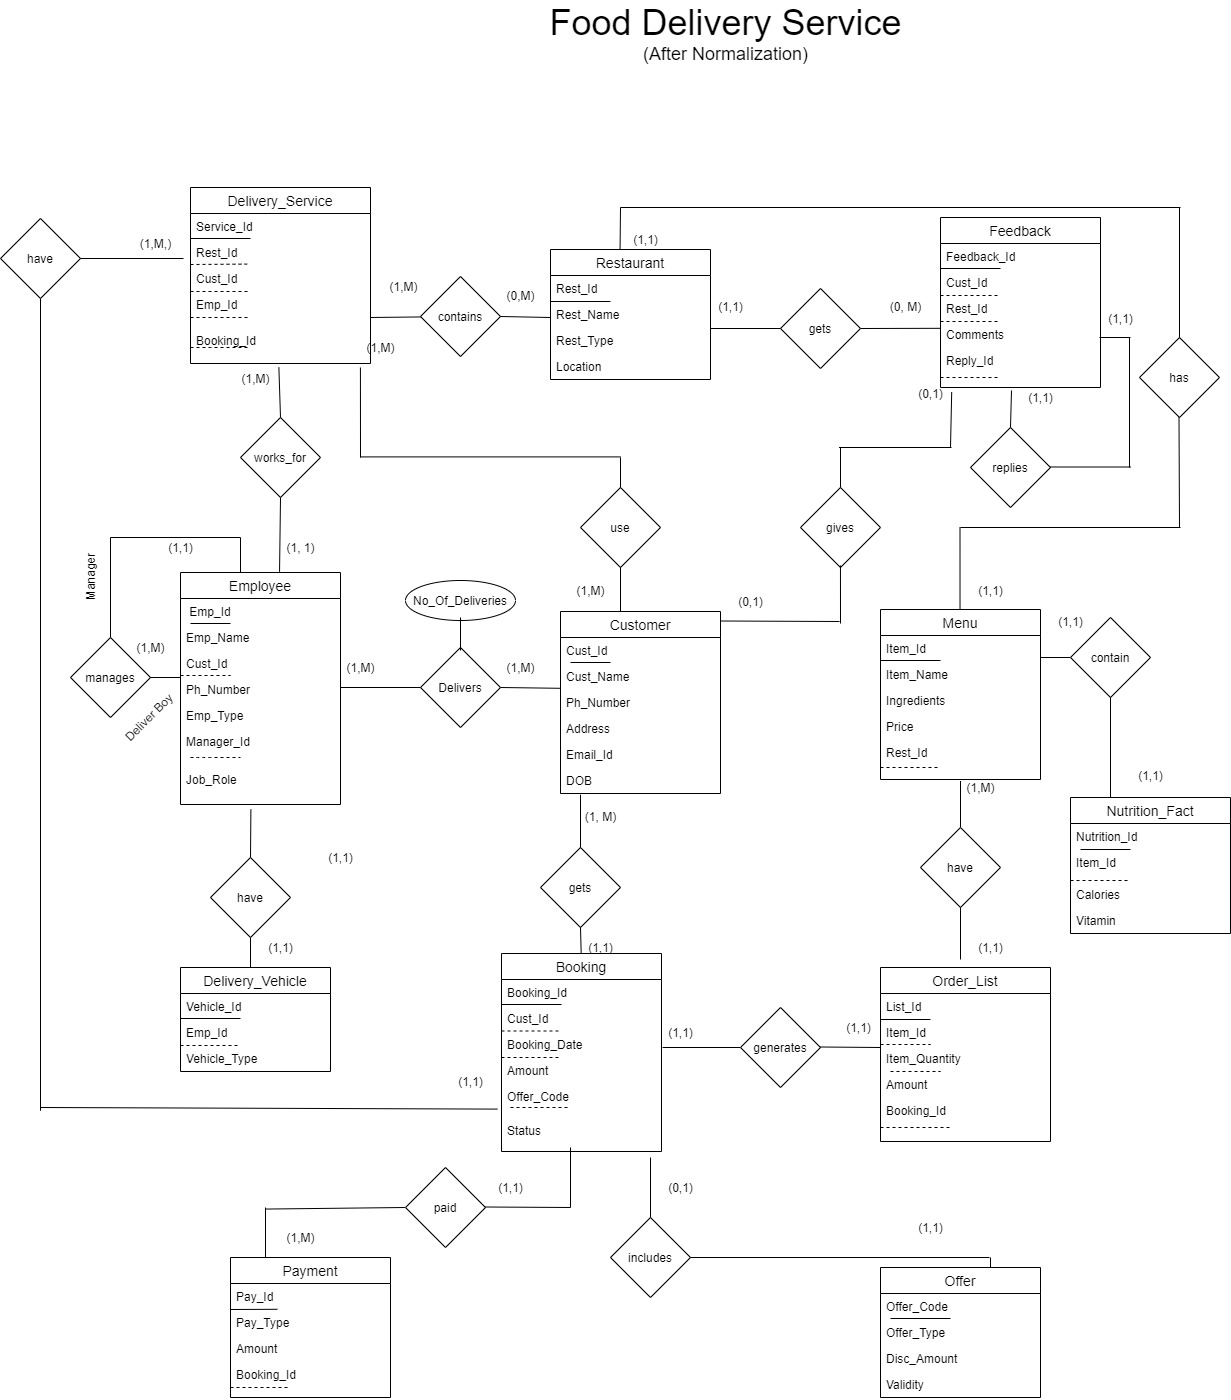 Food Delivery Service
(After Normalization)
Delivery_Service
Service_Id
Rest_Id
Cust_Id
Emp_Id
Booking_Id
have
(1,M,)
(1,M)
contains
(0,M)
(1,M)
(1,1)
Restaurant
Rest_Id
Rest_Name
Rest_Type
Location
(1,1)
gets
(0, M)
Feedback
Feedback_Id
Cust_Id
Rest_Id
Comments
Reply_Id
(1,1)
has
(0,1)
(1,1)
replies
(1,M)
works_for
(1, 1)
use
(1,M)
gives
(0,1)
(1,1)
Manager
(1,1)
(1,M)
manages
Deliver Boy
Employee
Emp_Id
Emp_Name
Cust_Id
Ph_Number
Emp_Type
Manager_Id
Job_Role
No_Of_Deliveries
(1,M)
Delivers
(1,M)
Customer
Cust_Id
Cust_Name
Ph_Number
Address
Email_Id
DOB
Menu
Item_Id
Item_Name
Ingredients
Price
Rest_Id
(1,1)
contain
(1,1)
Nutrition_Fact
Nutrition_Id
Item_Id
Calories
Vitamin
(1,1)
have
(1,1)
Delivery_Vehicle
Vehicle_Id
Emp_Id
Vehicle_Type
(1, M)
gets
(1,1)
Booking
Booking_Id
Cust_Id
Booking_Date
Amount
Offer_Code
Status
(1,M)
have
(1,1)
Order_List
List_Id
Item_Id
Item_Quantity
Amount
Booking_Id
(1,1)
generates
(1,1)
(1,1)
(1,1)
paid
(1,M)
Payment
Pay_Id
Pay_Type
Amount
Booking_Id
(0,1)
includes
(1,1)
Offer
Offer_Code
Offer_Type
Disc_Amount
Validity